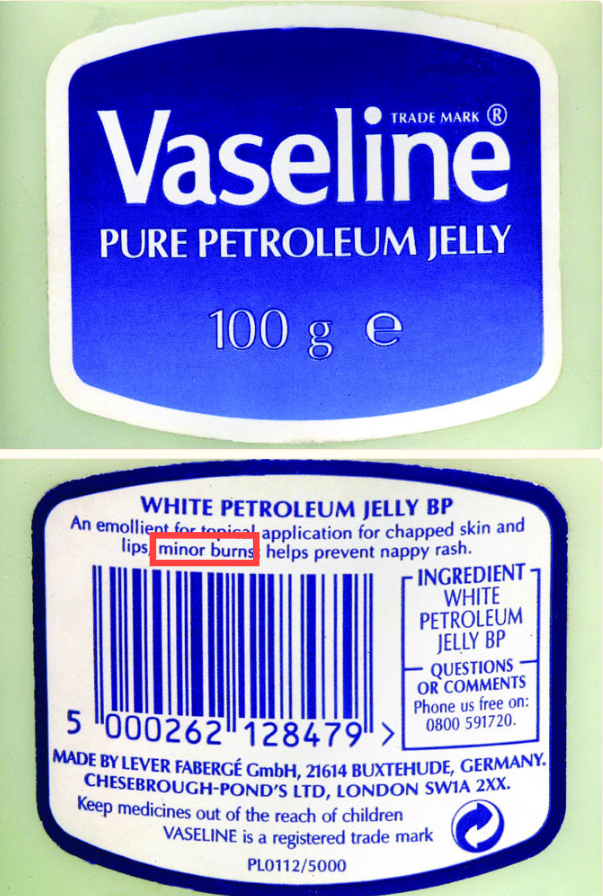 Vaseline TRADE MARK ®
PURE PETROLEUM JELLY
100 g ℮
WHITE PETROLEUM JELLY BP
An emollient for topical application for chapped skin and
lips, minor burns; helps prevent nappy rash.
INGREDIENT
WHITE
PETROLEUM
JELLY BP
QUESTIONS
OR COMMENTS
Phone us free on:
0800 591720.
5 000262 128479 >
MADE BY LEVER FABERGÉ GmbH, 21614 BUXTEHUDE, GERMANY.
CHESEBROUGH-POND'S LTD, LONDON SW1A 2XX.
Keep medicines out of the reach of children
VASELINE is a registered trade mark
PL0112/5000